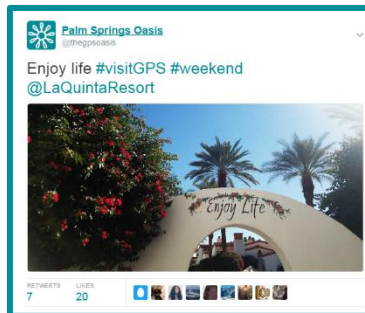 Palm Springs Oasis
@thegpsoasis
Enjoy life #visitGPS #weekend
@LaQuintaResort
Enjoy Life
RETWEETS LIKES
7 20